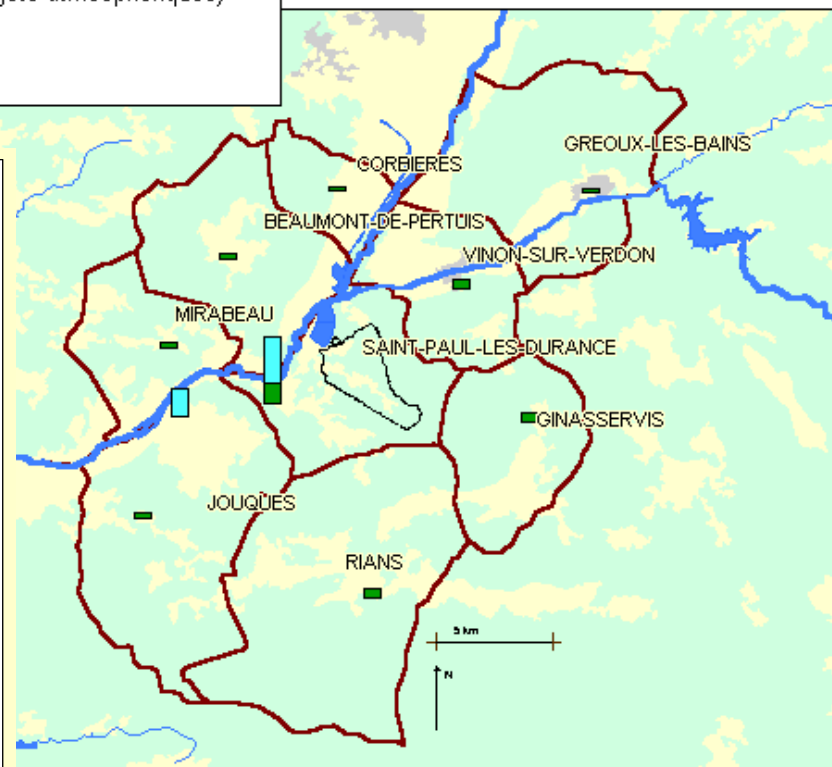 atmosphériques)
GREOUX-LES-BAINS
CORBIERES
BEAUMONT-DE-PERTUIS
VINON-SUR-VERDON
MIRABEAU
SAINT-PAUL-LES-DURANCE
GINASSERVIS
JOUQUES
RIANS
5 km
N